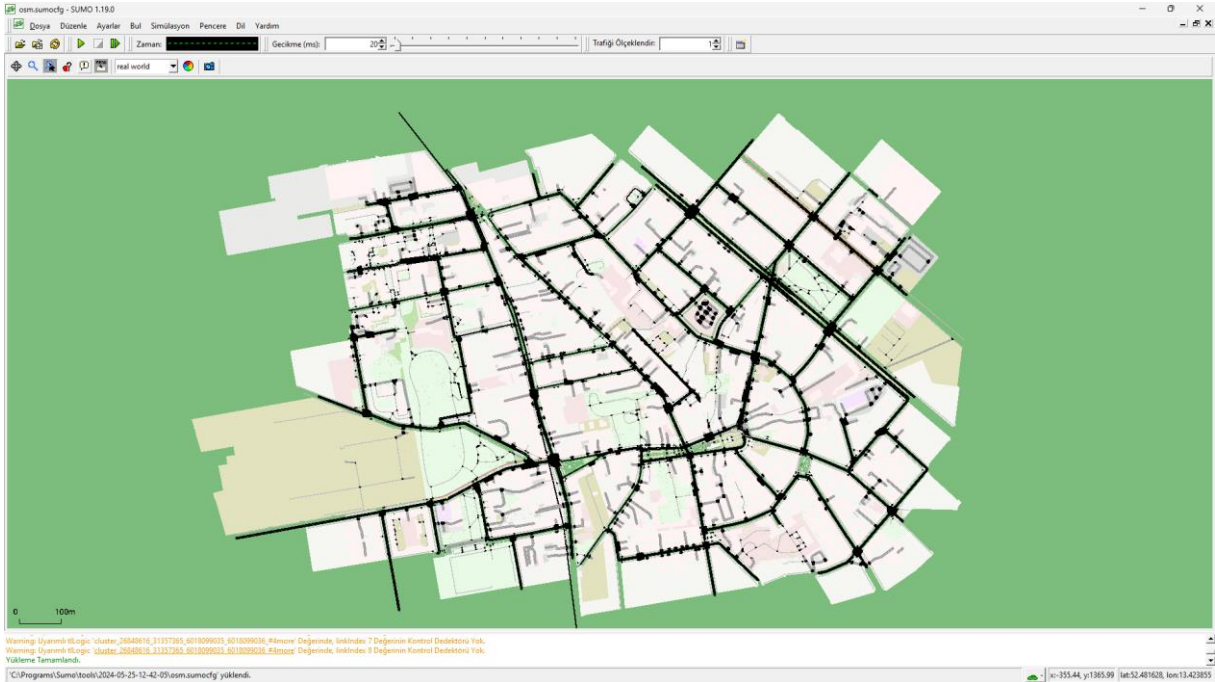 osm.sumocfg - SUMO 1.19.0
Dosya Düzenle Ayarlar Bul Simülasyon Pencere Dil Yardım
Zaman: Gecikme (ms): 20 Trafiği Ölçeklendir: 1
real world
0 100m
Warning: Uyarımlı tlLogic 'cluster_26848616_31357365_6018099035_6018099036_#4more' Değerinde, linkIndex 7 Değerinin Kontrol Dedektörü Yok.
Warning: Uyarımlı tlLogic 'cluster_26848616_31357365_6018099035_6018099036_#4more' Değerinde, linkIndex 8 Değerinin Kontrol Dedektörü Yok.
Yükleme Tamamlandı.
'C:\Programs\Sumo\tools\2024-05-25-12-42-05\osm.sumocfg' yüklendi. x:-355.44, y:1365.99 lat:52.481628, lon:13.423855